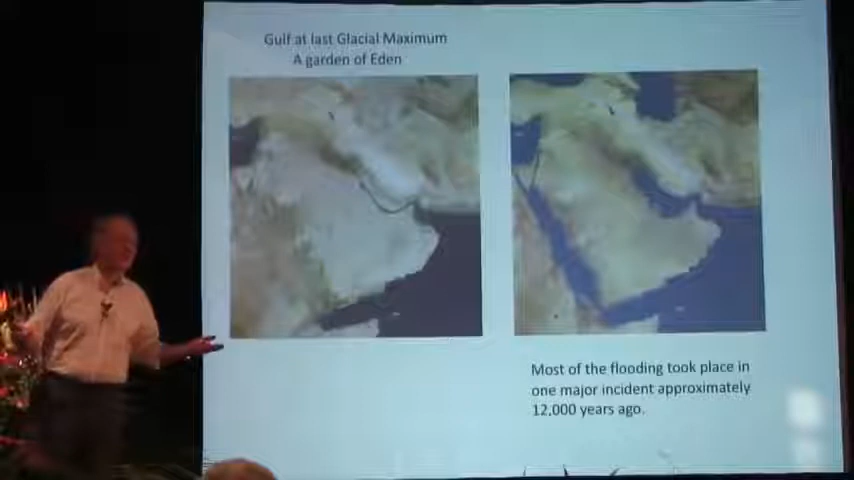 Gulf at last Glacial Maximum
A garden of Eden
Most of the flooding took place in
one major incident approximately
12,000 years ago.